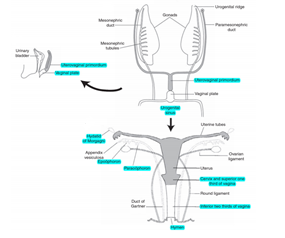 Mesonephric
duct
Gonads
Urogenital ridge
Paramesonephric
duct
Urinary
bladder
Uterovaginal primordium
Vaginal plate
Mesonephric
tubules
Uterovaginal primordium
Vaginal plate
Urogenital
sinus
Uterine tubes
Hydatid
of Morgagni
Appendix
vesiculosa
Epoöphoron
Paroöphoron
Ovarian
ligament
Uterus
Cervix and superior one
third of vagina
Round ligament
Duct of
Gartner
Inferior two thirds of vagina
Hymen